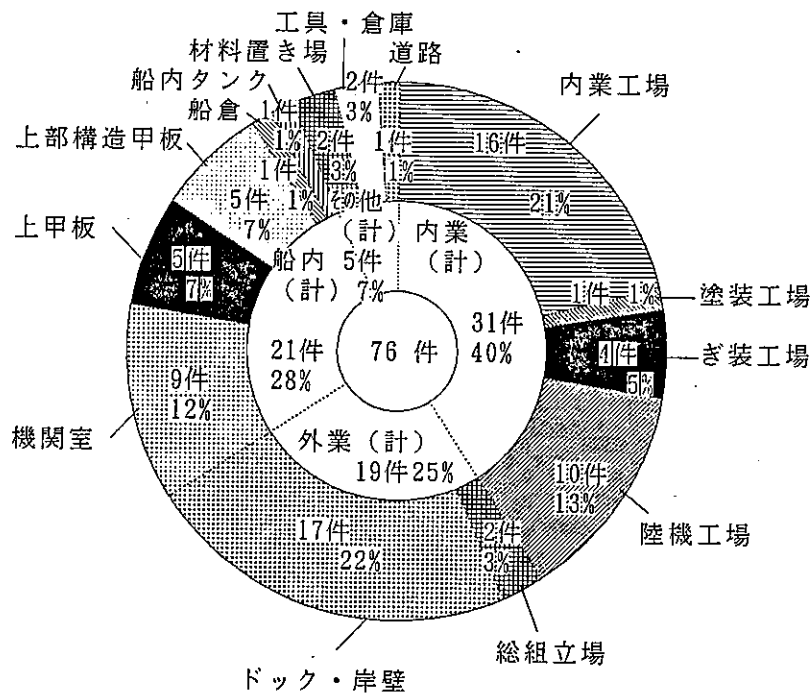 工具・倉庫
材料置き場
道路
船内タンク
2件
3%
内業工場
船倉
1件
1%
2件
3%
1件
1%
16件
21%
上部構造甲板
1件
1%
5件
7%
その他
(計)
5件
7%
内業
(計)
上甲板
5件
7%
船内
(計)
1件 1%
塗装工場
21件
28%
76 件
31件
40%
4件
5%
ぎ装工場
9件
12%
機関室
外業(計)
19件25%
10件
13%
陸機工場
17件
22%
2件
3%
総組立場
ドック・岸壁